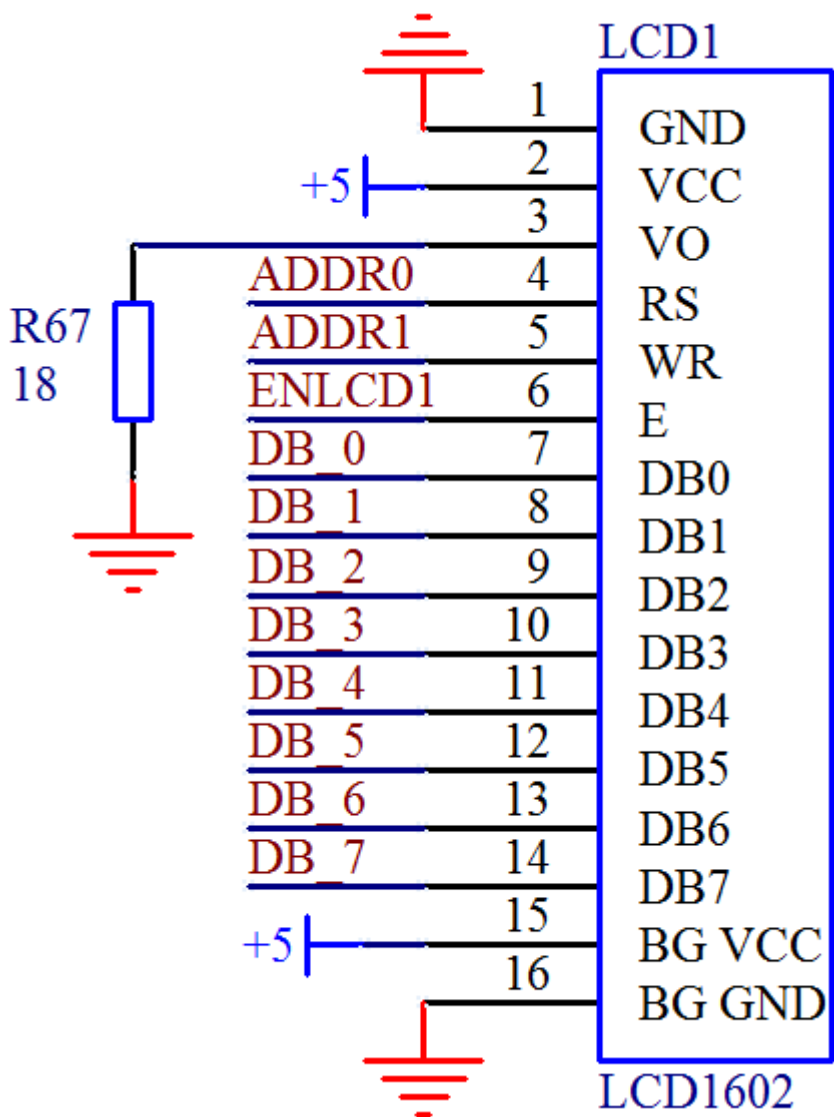 LCD1
1 GND
+5 2 VCC
3 VO
ADDR0 4 RS
R67
ADDR1 5 WR
18
ENLCD1 6 E
DB_0 7 DB0
DB_1 8 DB1
DB_2 9 DB2
DB_3 10 DB3
DB_4 11 DB4
DB_5 12 DB5
DB_6 13 DB6
DB_7 14 DB7
+5 15 BG VCC
16 BG GND
LCD1602